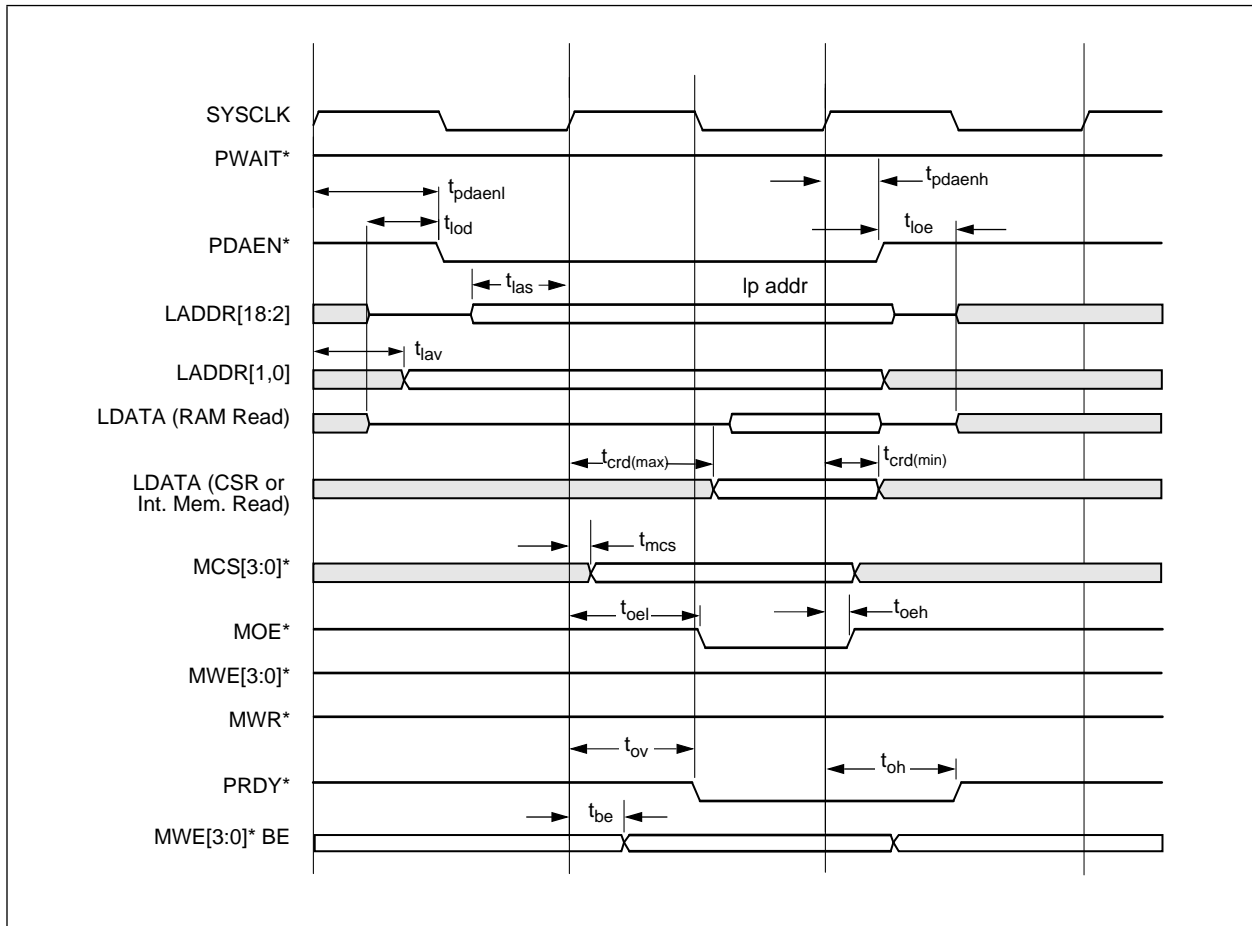 SYSCLK
PWAIT*
tpdaenl
tpdaenh
tlod
tloe
PDAEN*
tlas
lp addr
LADDR[18:2]
tlav
LADDR[1,0]
LDATA (RAM Read)
tcrd(max)
tcrd(min)
LDATA (CSR or
Int. Mem. Read)
tmcs
MCS[3:0]*
toel
toeh
MOE*
MWE[3:0]*
MWR*
tov
toh
PRDY*
tbe
MWE[3:0]* BE